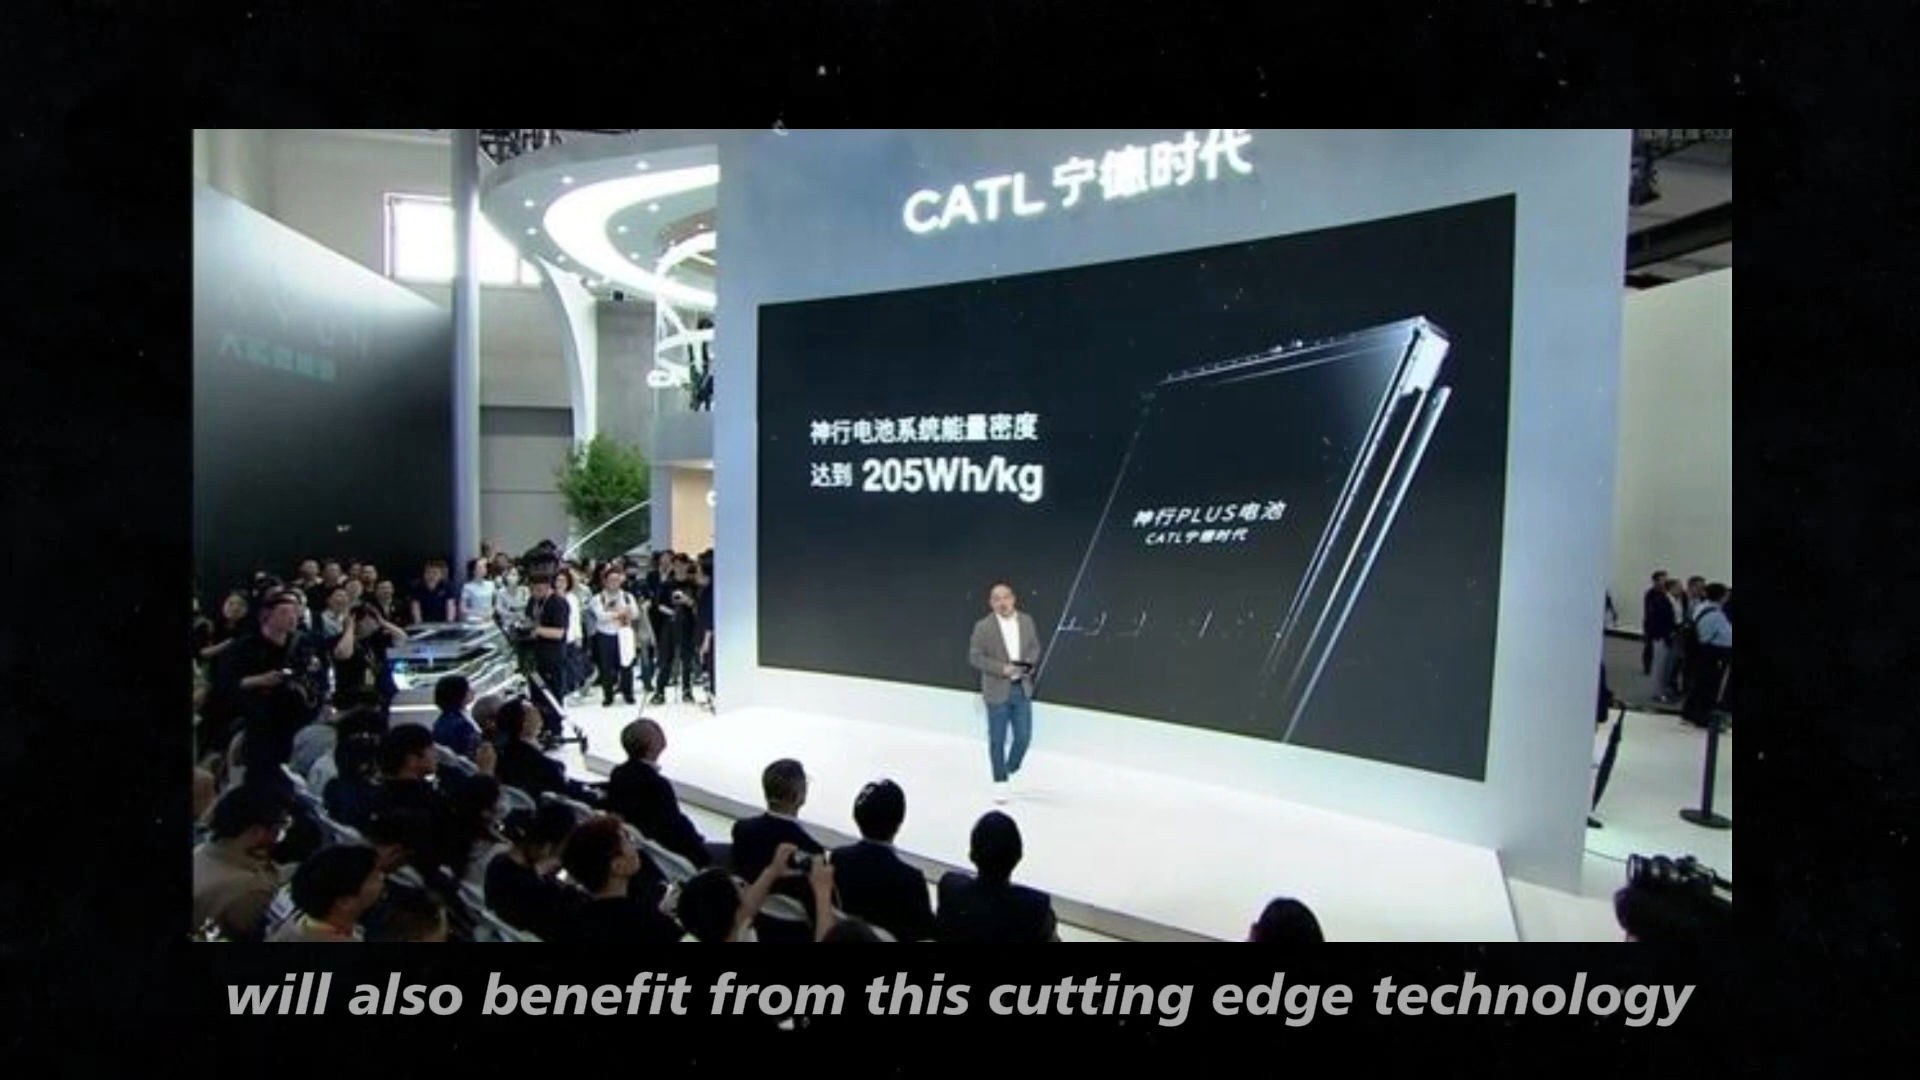 CATL 宁德时代
神行电池系统能量密度
达到 205Wh/kg
神行PLUS电池
CATL宁德时代
will also benefit from this cutting edge technology